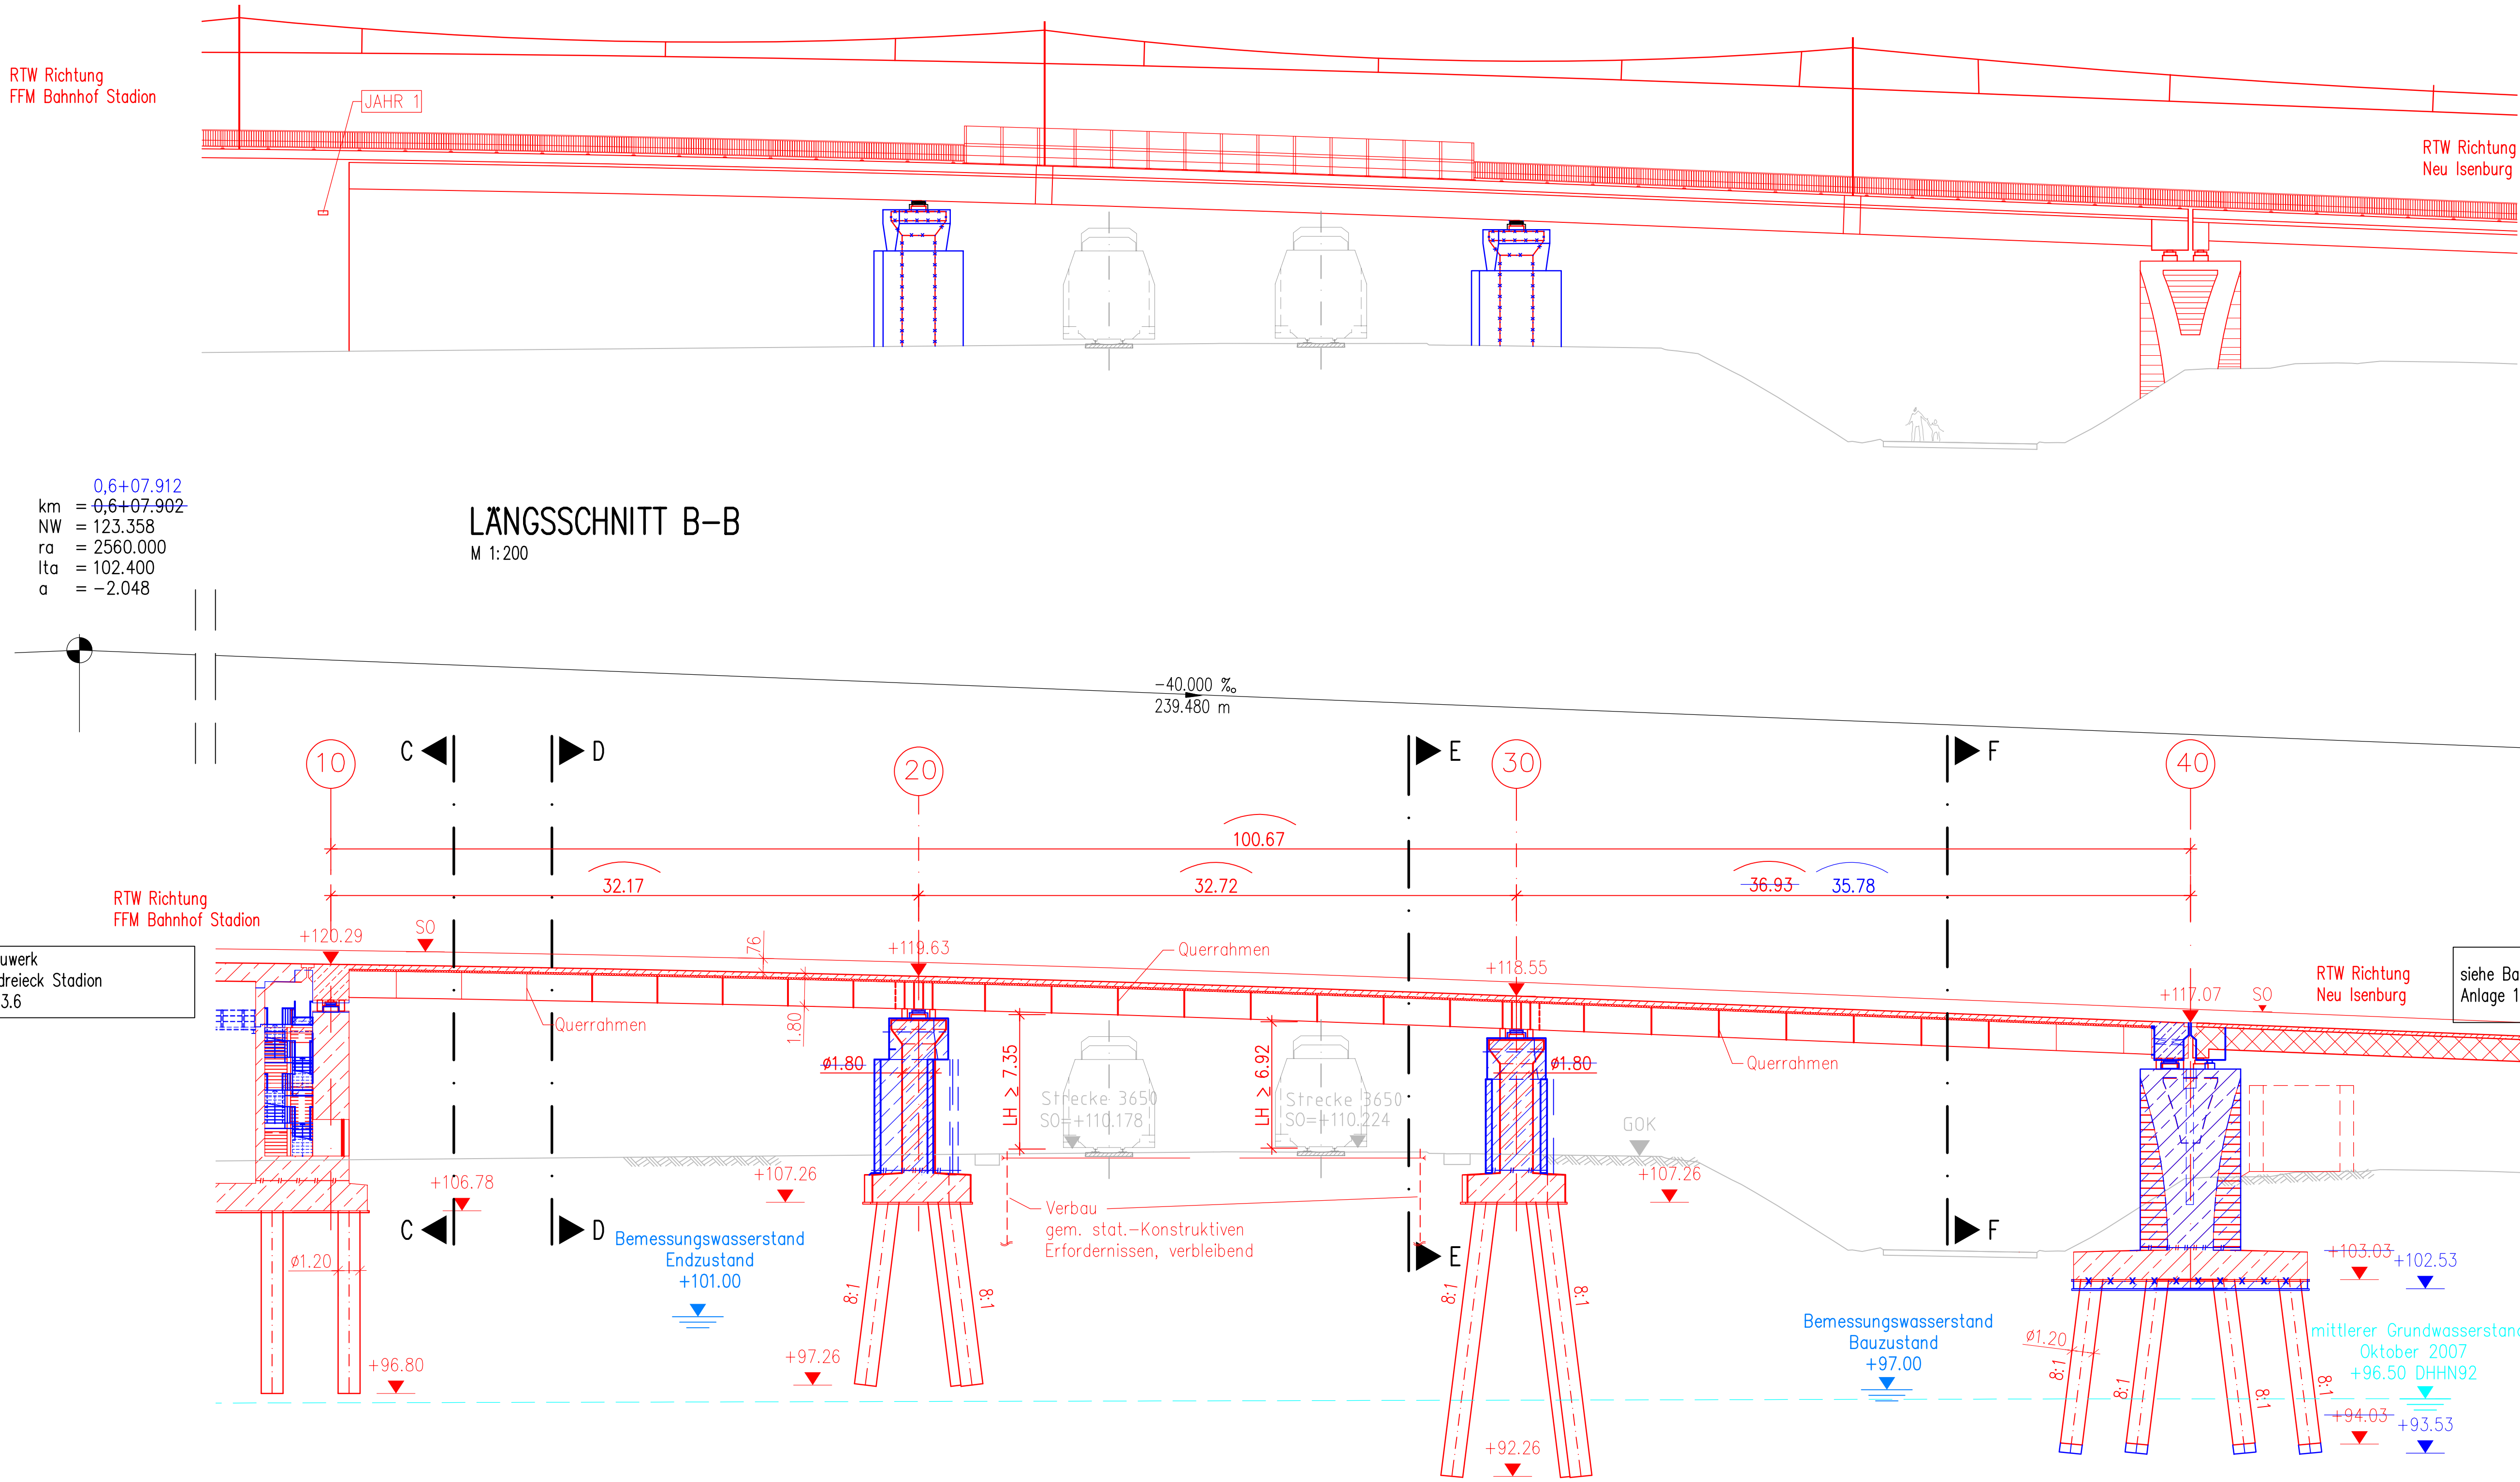 RTW Richtung
FFM Bahnhof Stadion
JAHR 1
RTW Richtung
Neu Isenburg
0,6+07.912
km = 0,6+07.902
NW = 123.358
ra = 2560.000
lta = 102.400
a = -2.048
LÄNGSSCHNITT B-B
M 1:200
-40.000 ‰
239.480 m
10
C
D
20
E
30
F
40
100.67
32.17
32.72
36.93
35.78
RTW Richtung
FFM Bahnhof Stadion
uwerk
dreieck Stadion
3.6
+120.29
SO
76
+119.63
Querrahmen
+118.55
+117.07
SO
RTW Richtung
Neu Isenburg
siehe Ba
Anlage 1
Querrahmen
1.80
ø1.80
LH ≥ 7.35
Strecke 3650
SO=+110.178
LH ≥ 6.92
Strecke 3650
SO=+110.224
ø1.80
Querrahmen
GOK
+106.78
+107.26
+107.26
C
D
E
F
Verbau
gem. stat.-Konstruktiven
Erfordernissen, verbleibend
Bemessungswasserstand
Endzustand
+101.00
ø1.20
8:1
8:1
8:1
8:1
+103.03
+102.53
+96.80
+97.26
+92.26
Bemessungswasserstand
Bauzustand
+97.00
ø1.20
8:1
8:1
8:1
8:1
mittlerer Grundwasserstand
Oktober 2007
+96.50 DHHN92
+94.03
+93.53